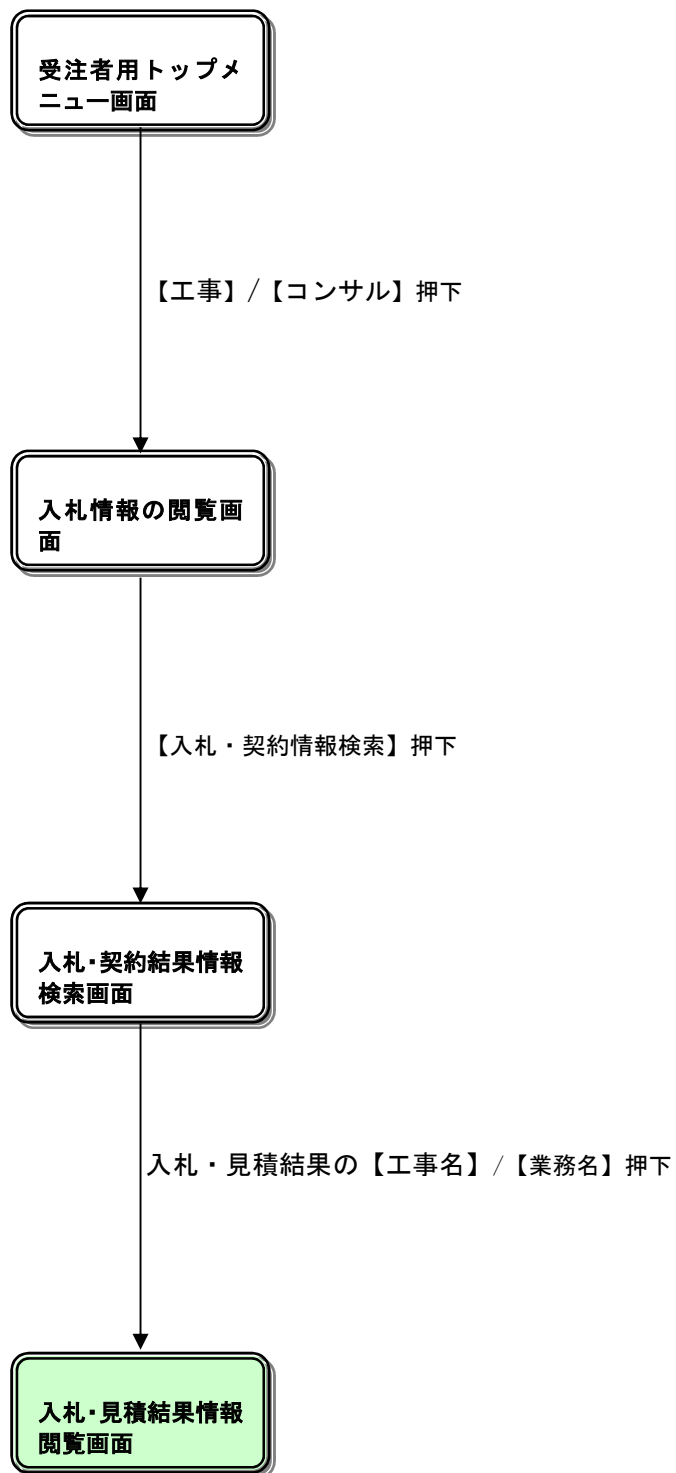 受注者用トップメ
ニュー画面
【工事】/【コンサル】押下
入札情報の閲覧画
面
【入札・契約情報検索】押下
入札・契約結果情報
検索画面
入札・見積結果の【工事名】/【業務名】押下
入札・見積結果情報
閲覧画面